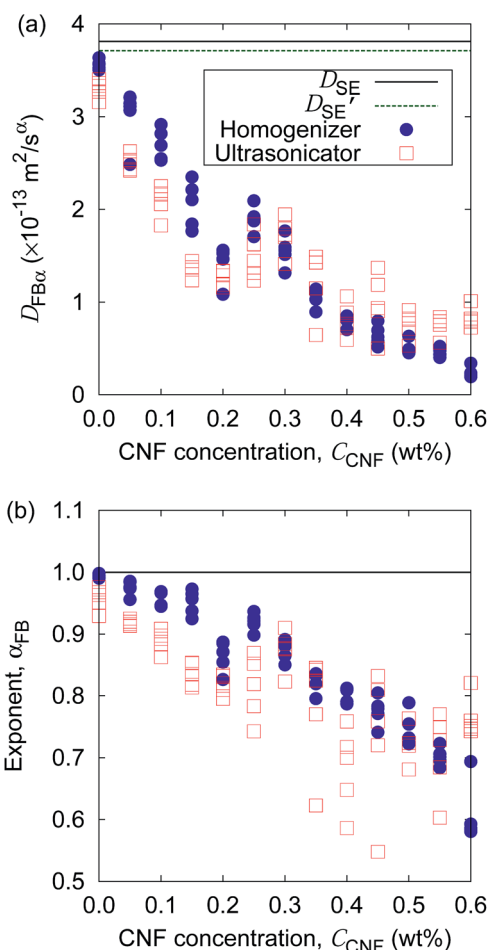 (a)
4
3
2
1
0
D_FBα (×10⁻¹³ m²/s^α)
D_SE
D_SE′
Homogenizer
Ultrasonicator
0.0 0.1 0.2 0.3 0.4 0.5 0.6
CNF concentration, C_CNF (wt%)
(b)
1.1
1.0
0.9
0.8
0.7
0.6
0.5
Exponent, α_FB
0.0 0.1 0.2 0.3 0.4 0.5 0.6
CNF concentration, C_CNF (wt%)